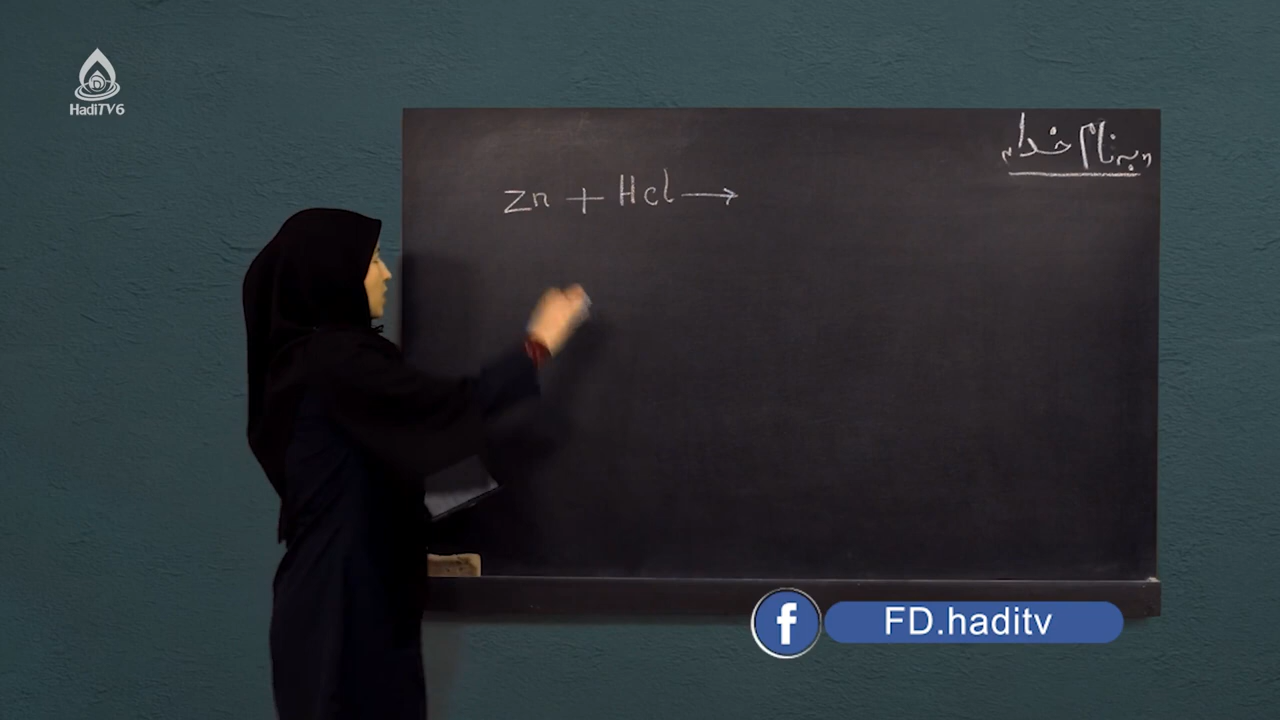 HadiTV6
"به نام خدا"
Zn + Hcl →
FD.haditv